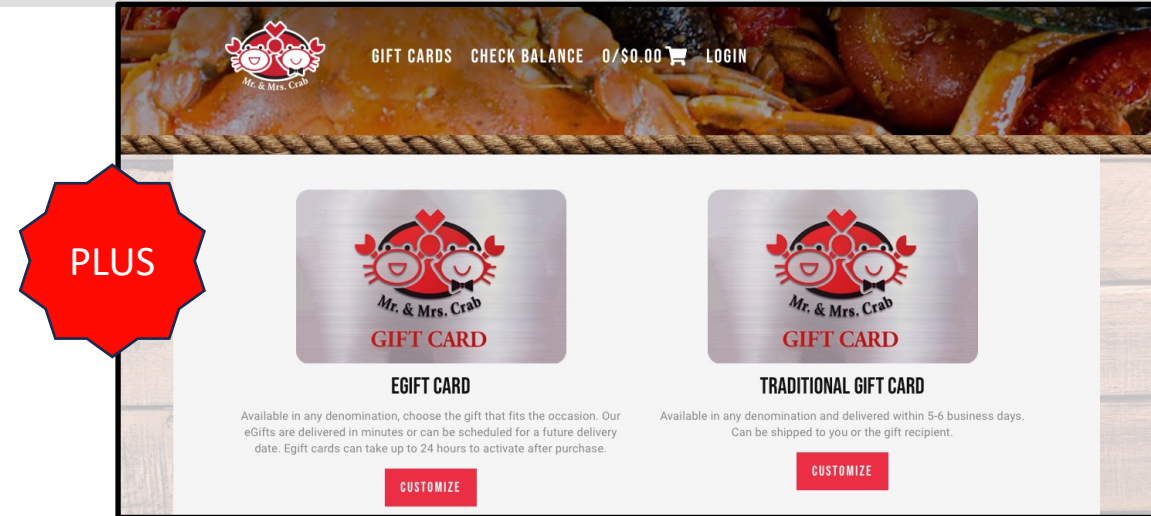 Mr. & Mrs. Crab
GIFT CARDS CHECK BALANCE 0/$0.00 LOGIN
PLUS
Mr. & Mrs. Crab
GIFT CARD
EGIFT CARD
Available in any denomination, choose the gift that fits the occasion. Our
eGifts are delivered in minutes or can be scheduled for a future delivery
date. Egift cards can take up to 24 hours to activate after purchase.
CUSTOMIZE
Mr. & Mrs. Crab
GIFT CARD
TRADITIONAL GIFT CARD
Available in any denomination and delivered within 5-6 business days.
Can be shipped to you or the gift recipient.
CUSTOMIZE